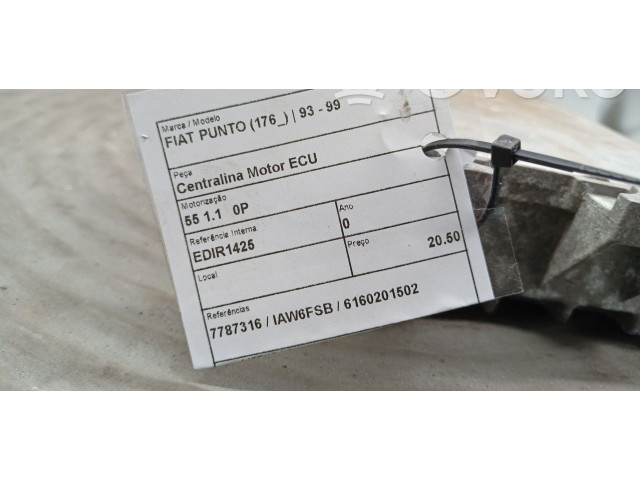 Marca / Modelo
FIAT PUNTO (176_) | 93 - 99
Peça
Centralina Motor ECU
Motorização
55 1.1 0P
Referência Interna
EDIR1425
Ano
0
Local
Preço
20.50
Referências
7787316 / IAW6FSB / 6160201502